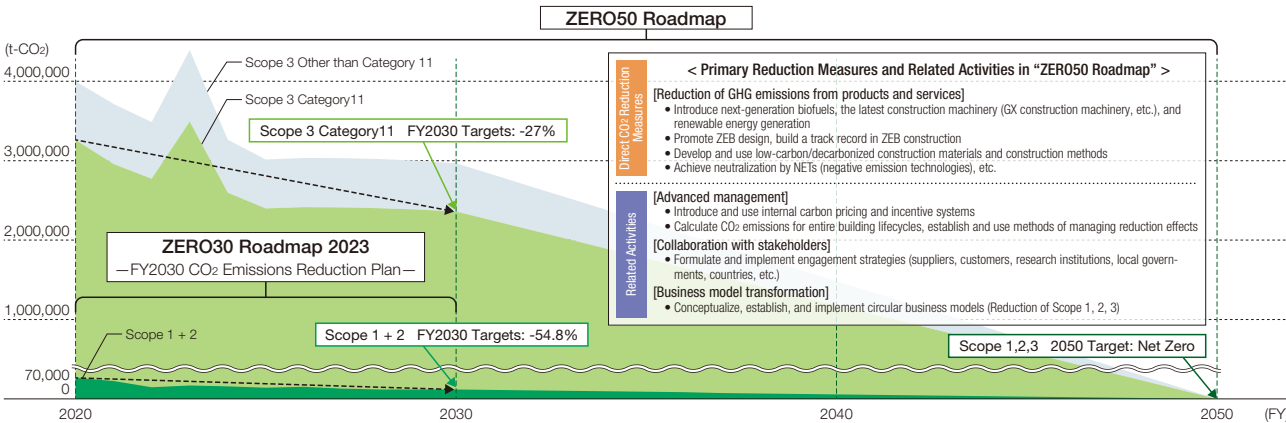 ZERO50 Roadmap
(t-CO2)
4,000,000
3,000,000
2,000,000
1,000,000
70,000
0
Scope 3 Other than Category 11
Scope 3 Category11
Scope 3 Category11 FY2030 Targets: -27%
ZERO30 Roadmap 2023
—FY2030 CO2 Emissions Reduction Plan—
Scope 1 + 2
Scope 1 + 2 FY2030 Targets: -54.8%
< Primary Reduction Measures and Related Activities in “ZERO50 Roadmap” >
Direct CO2 Reduction
Measures
[Reduction of GHG emissions from products and services]
• Introduce next-generation biofuels, the latest construction machinery (GX construction machinery, etc.), and
renewable energy generation
• Promote ZEB design, build a track record in ZEB construction
• Develop and use low-carbon/decarbonized construction materials and construction methods
• Achieve neutralization by NETs (negative emission technologies), etc.
Related Activities
[Advanced management]
• Introduce and use internal carbon pricing and incentive systems
• Calculate CO2 emissions for entire building lifecycles, establish and use methods of managing reduction effects
[Collaboration with stakeholders]
• Formulate and implement engagement strategies (suppliers, customers, research institutions, local govern-
ments, countries, etc.)
[Business model transformation]
• Conceptualize, establish, and implement circular business models (Reduction of Scope 1, 2, 3)
Scope 1,2,3 2050 Target: Net Zero
2020
2030
2040
2050
(FY)